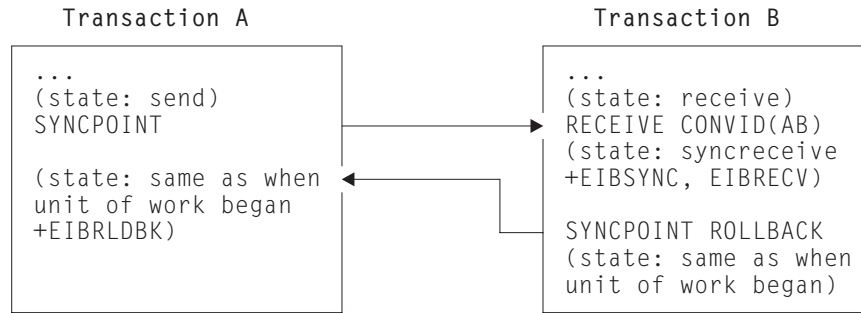 Transaction A
...
(state: send)
SYNCPOINT
(state: same as when
unit of work began
+EIBRLDBK)
Transaction B
...
(state: receive)
RECEIVE CONVID(AB)
(state: syncreceive
+EIBSYNC, EIBRECV)
SYNCPOINT ROLLBACK
(state: same as when
unit of work began)